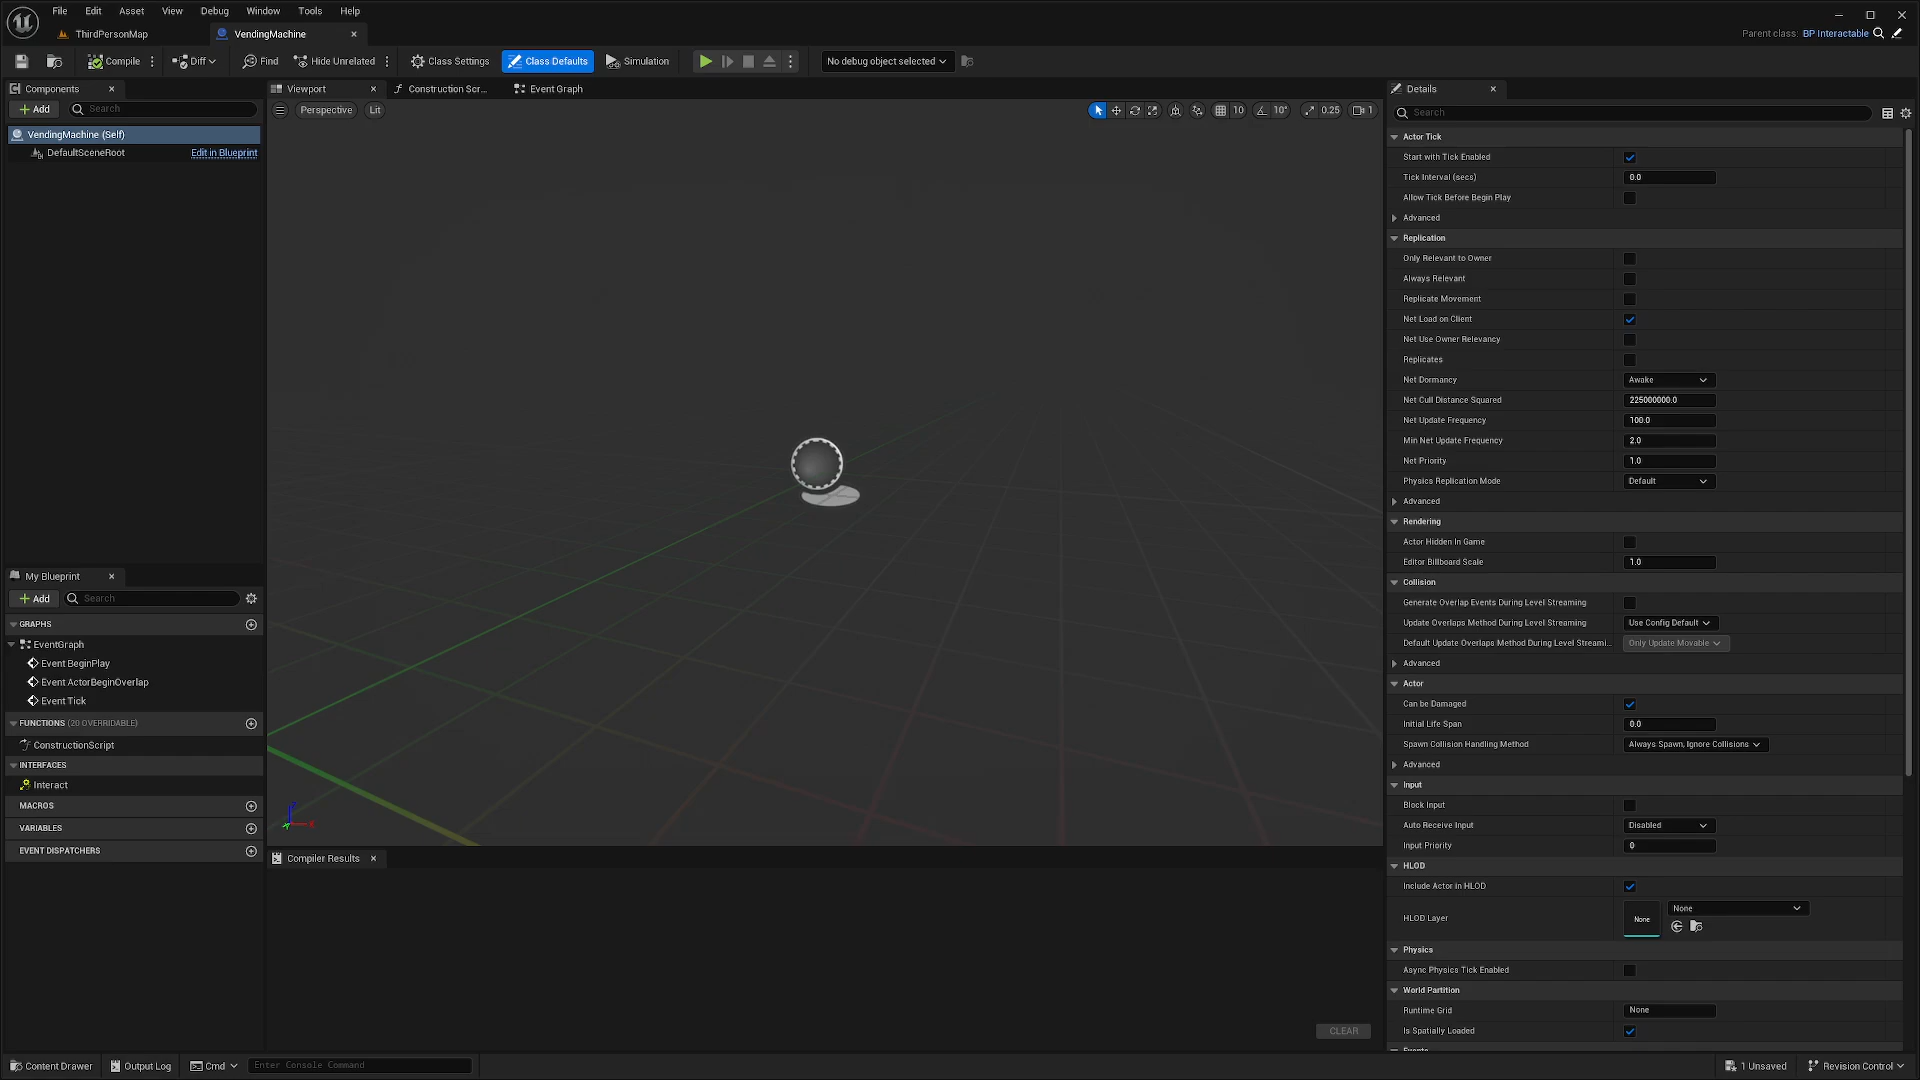 File Edit Asset View Debug Window Tools Help
ThirdPersonMap
VendingMachine
Parent class: BP Interactable
Compile
Diff
Find
Hide Unrelated
Class Settings
Class Defaults
Simulation
No debug object selected
Components
Add
Search
VendingMachine (Self)
DefaultSceneRoot
Edit in Blueprint
My Blueprint
Add
Search
GRAPHS
EventGraph
Event BeginPlay
Event ActorBeginOverlap
Event Tick
FUNCTIONS (20 OVERRIDABLE)
ConstructionScript
INTERFACES
Interact
MACROS
VARIABLES
EVENT DISPATCHERS
Viewport
Construction Scr...
Event Graph
Perspective
Lit
10
10°
0.25
1
Z
X
Compiler Results
CLEAR
Details
Search
Actor Tick
Start with Tick Enabled
Tick Interval (secs) 0.0
Allow Tick Before Begin Play
Advanced
Replication
Only Relevant to Owner
Always Relevant
Replicate Movement
Net Load on Client
Net Use Owner Relevancy
Replicates
Net Dormancy Awake
Net Cull Distance Squared 225000000.0
Net Update Frequency 100.0
Min Net Update Frequency 2.0
Net Priority 1.0
Physics Replication Mode Default
Advanced
Rendering
Actor Hidden In Game
Editor Billboard Scale 1.0
Collision
Generate Overlap Events During Level Streaming
Update Overlaps Method During Level Streaming Use Config Default
Default Update Overlaps Method During Level Streami... Only Update Movable
Advanced
Actor
Can be Damaged
Initial Life Span 0.0
Spawn Collision Handling Method Always Spawn, Ignore Collisions
Advanced
Input
Block Input
Auto Receive Input Disabled
Input Priority 0
HLOD
Include Actor in HLOD
HLOD Layer None None
Physics
Async Physics Tick Enabled
World Partition
Runtime Grid None
Is Spatially Loaded
Content Drawer
Output Log
Cmd
Enter Console Command
1 Unsaved
Revision Control